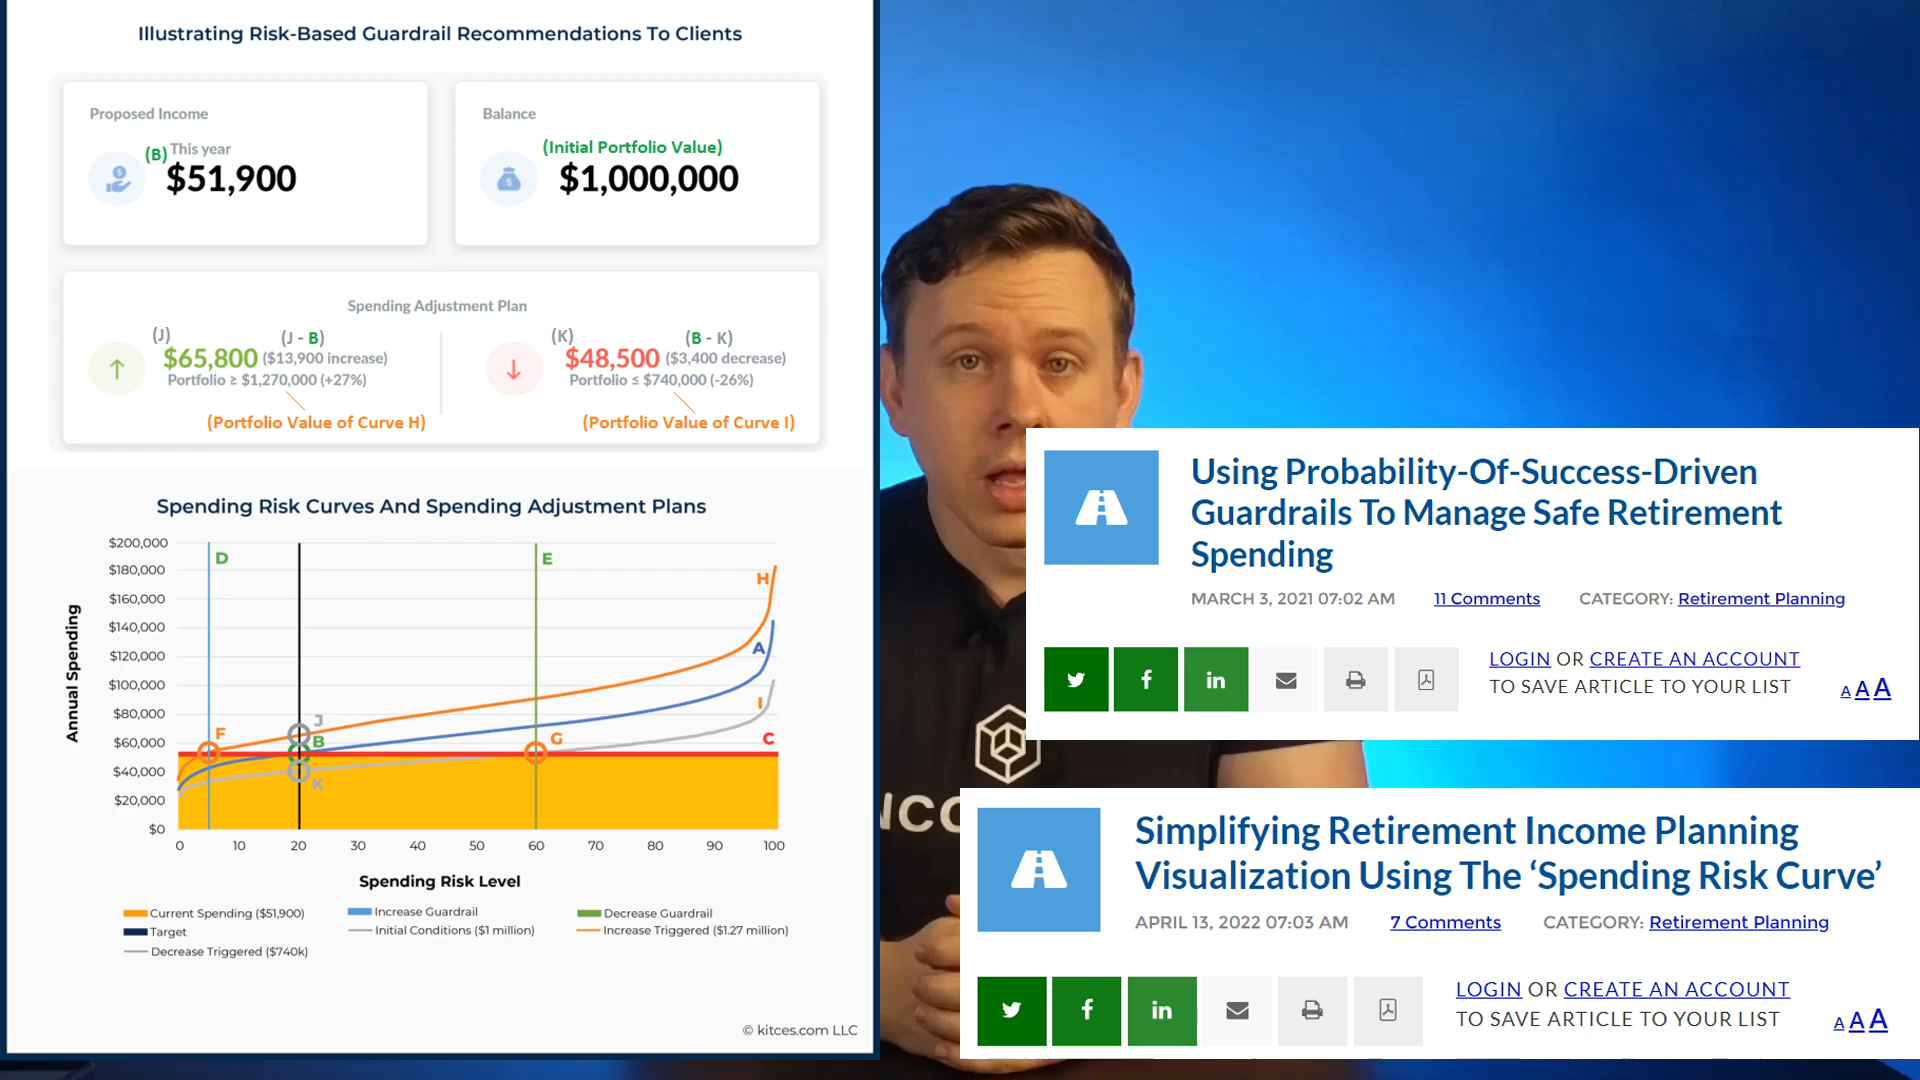 Illustrating Risk-Based Guardrail Recommendations To Clients
Proposed Income
(B) This year
$51,900
Balance
(Initial Portfolio Value)
$1,000,000
Spending Adjustment Plan
(J) (J - B)
$65,800 ($13,900 increase)
Portfolio ≥ $1,270,000 (+27%)
(Portfolio Value of Curve H)
(K) (B - K)
$48,500 ($3,400 decrease)
Portfolio ≤ $740,000 (-26%)
(Portfolio Value of Curve I)
Spending Risk Curves And Spending Adjustment Plans
Annual Spending
$200,000
$180,000
$160,000
$140,000
$120,000
$100,000
$80,000
$60,000
$40,000
$20,000
$0
D
E
H
A
I
J
F
B
G
C
K
0 10 20 30 40 50 60 70 80 90 100
Spending Risk Level
Current Spending ($51,900)
Increase Guardrail
Decrease Guardrail
Target
Initial Conditions ($1 million)
Increase Triggered ($1.27 million)
Decrease Triggered ($740k)
© kitces.com LLC
Using Probability-Of-Success-Driven
Guardrails To Manage Safe Retirement
Spending
MARCH 3, 2021 07:02 AM 11 Comments CATEGORY: Retirement Planning
LOGIN OR CREATE AN ACCOUNT
TO SAVE ARTICLE TO YOUR LIST
A A A
Simplifying Retirement Income Planning
Visualization Using The ‘Spending Risk Curve’
APRIL 13, 2022 07:03 AM 7 Comments CATEGORY: Retirement Planning
LOGIN OR CREATE AN ACCOUNT
TO SAVE ARTICLE TO YOUR LIST
A A A